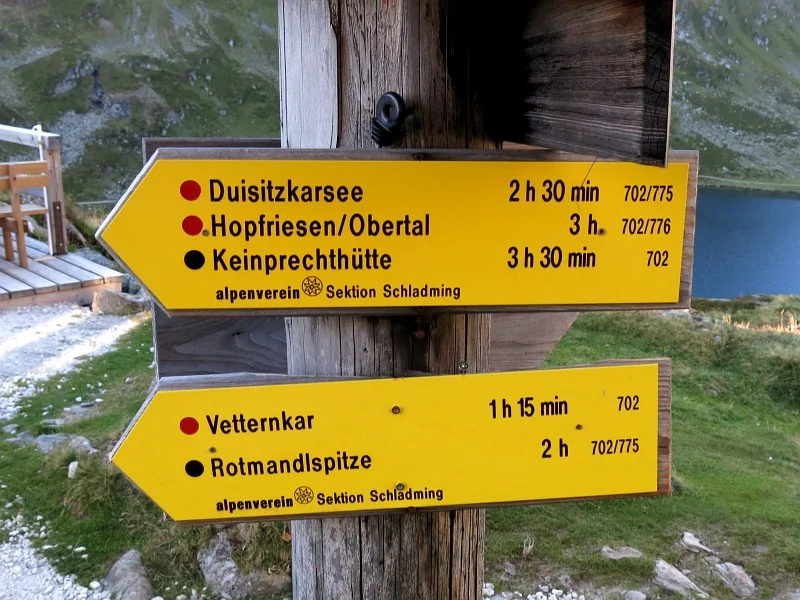 Duisitzkarsee 2 h 30 min 702/775
Hopfriesen/Obertal 3 h 702/776
Keinprechthütte 3 h 30 min 702
alpenverein Sektion Schladming
Vetternkar 1 h 15 min 702
Rotmandlspitze 2 h 702/775
alpenverein Sektion Schladming